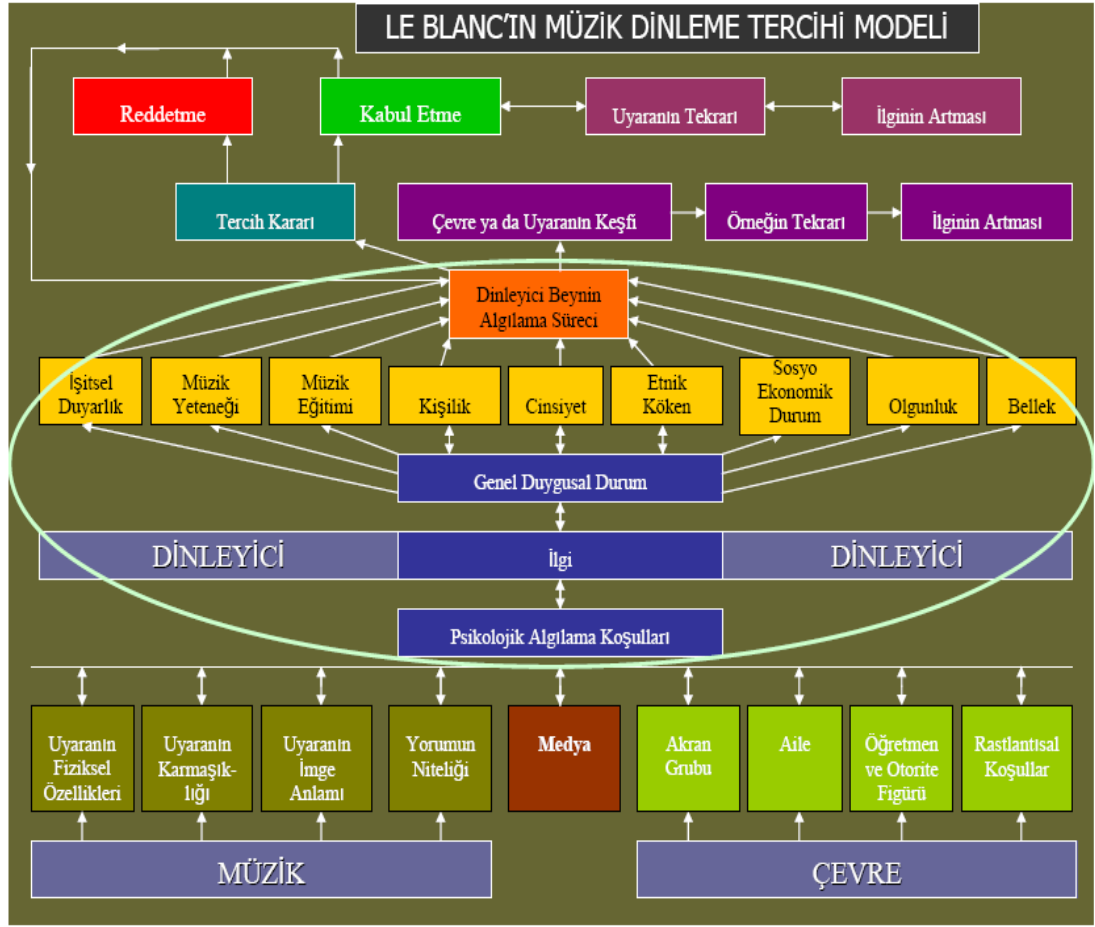 LE BLANC'IN MÜZİK DİNLEME TERCİHİ MODELİ
Reddetme
Kabul Etme
Uyaranın Tekrarı
İlginin Artması
Tercih Kararı
Çevre ya da Uyaranın Keşfi
Örneğin Tekrarı
İlginin Artması
Dinleyici Beynin
Algılama Süreci
İşitsel
Duyarlık
Müzik
Yeteneği
Müzik
Eğitimi
Kişilik
Cinsiyet
Etnik
Köken
Sosyo
Ekonomik
Durum
Olgunluk
Bellek
Genel Duygusal Durum
DİNLEYİCİ
İlgi
DİNLEYİCİ
Psikolojik Algılama Koşulları
Uyaranın
Fiziksel
Özellikleri
Uyaranın
Karmaşık-
lığı
Uyaranın
İmge
Anlamı
Yorumun
Niteliği
Medya
Akran
Grubu
Aile
Öğretmen
ve Otorite
Figürü
Rastlantısal
Koşullar
MÜZİK
ÇEVRE